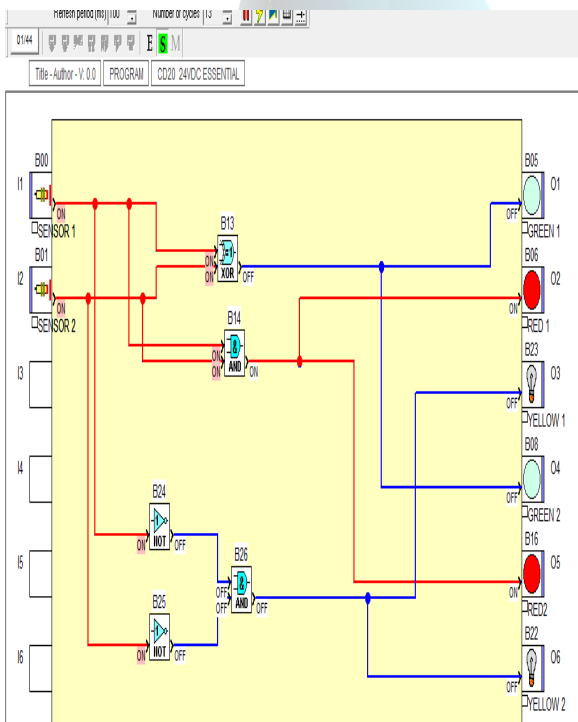 Refresh period (ms) 100 Number of cycles 13
01/44 E S M
Title - Author - V: 0.0 PROGRAM CD20 24VDC ESSENTIAL
B00 B05
I1 O1
ON OFF
SENSOR 1 GREEN 1
B13
=1
XOR
ON
ON
OFF
B01 B06
I2 O2
ON ON
SENSOR 2 RED 1
B14
&
AND
ON
ON
ON
B23
I3 O3
OFF
YELLOW 1
B08
I4 O4
OFF
GREEN 2
B24
1
NOT
ON OFF
B16
I5 O5
ON
RED2
B26
&
AND
OFF
OFF
OFF
B25
1
NOT
ON OFF
B22
I6 O6
OFF
YELLOW 2